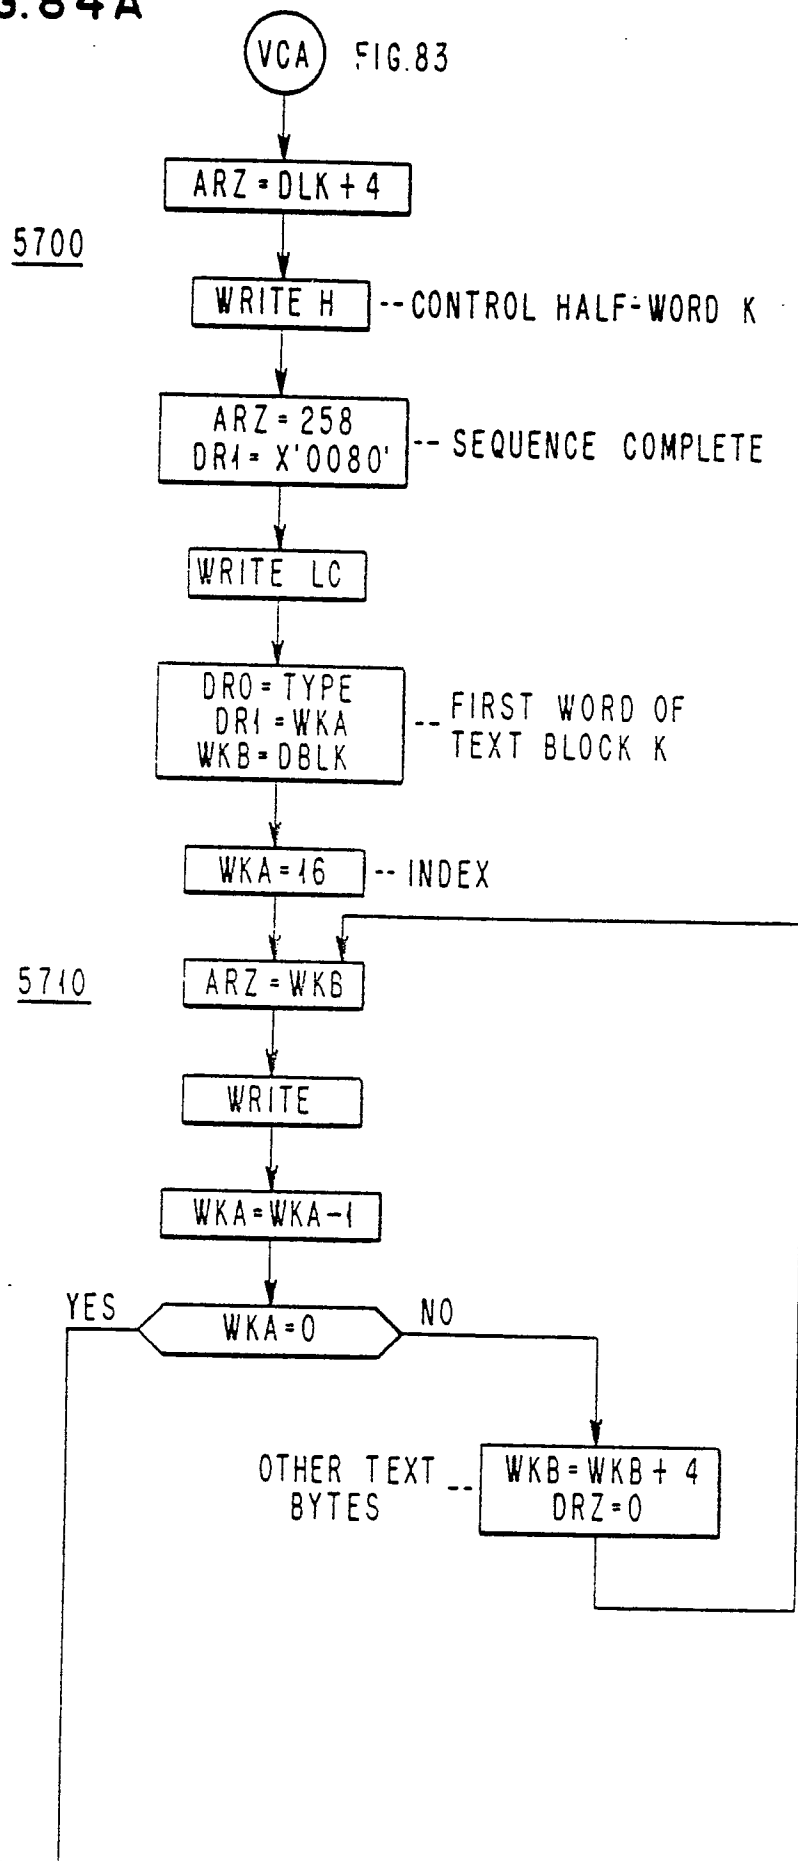 G.84A
VCA FIG.83
ARZ=DLK+4
5700
WRITE H --CONTROL HALF-WORD K
ARZ=258
DR1=X'0080' -- SEQUENCE COMPLETE
WRITE LC
DR0=TYPE
DR1=WKA
WKB=DBLK
-- FIRST WORD OF
TEXT BLOCK K
WKA=16 --INDEX
5710
ARZ=WKB
WRITE
WKA=WKA-1
YES
WKA=0
NO
OTHER TEXT --
BYTES
WKB=WKB+4
DRZ=0